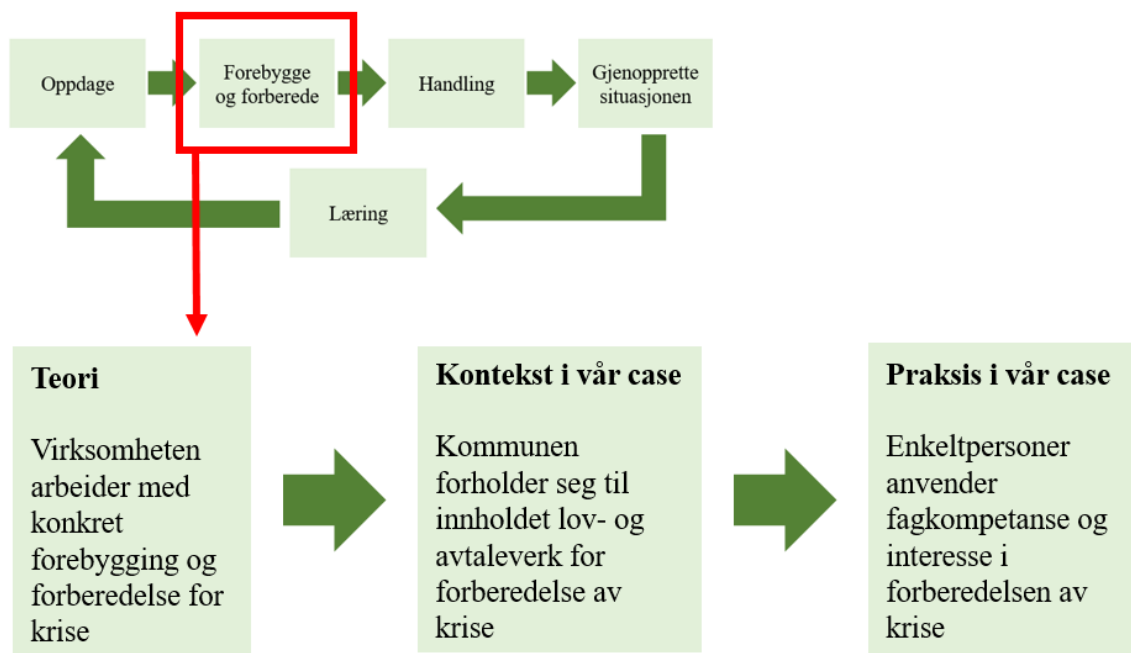 Oppdage
Forebygge
og forberede
Handling
Gjenopprette
situasjonen
Læring
Teori
Virksomheten
arbeider med
konkret
forebygging og
forberedelse for
krise
Kontekst i vår case
Kommunen
forholder seg til
innholdet lov- og
avtaleverk for
forberedelse av
krise
Praksis i vår case
Enkeltpersoner
anvender
fagkompetanse og
interesse i
forberedelsen av
krise